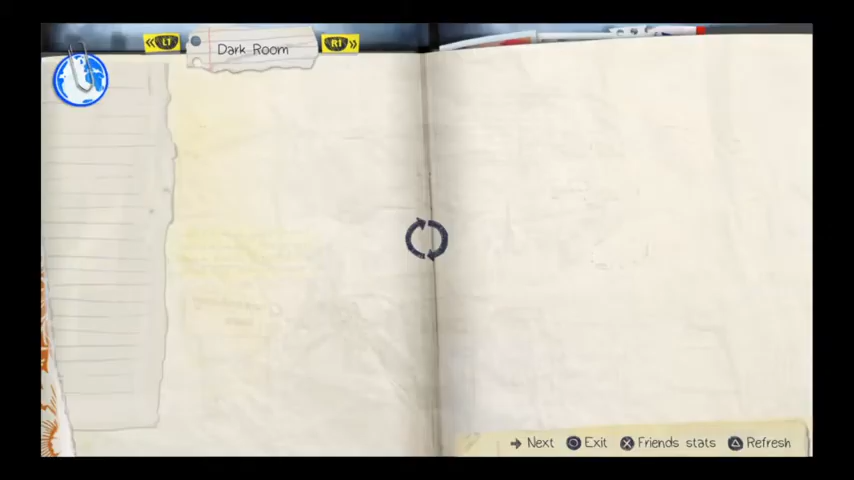 L1
Dark Room
R1
Next
Exit
Friends stats
Refresh